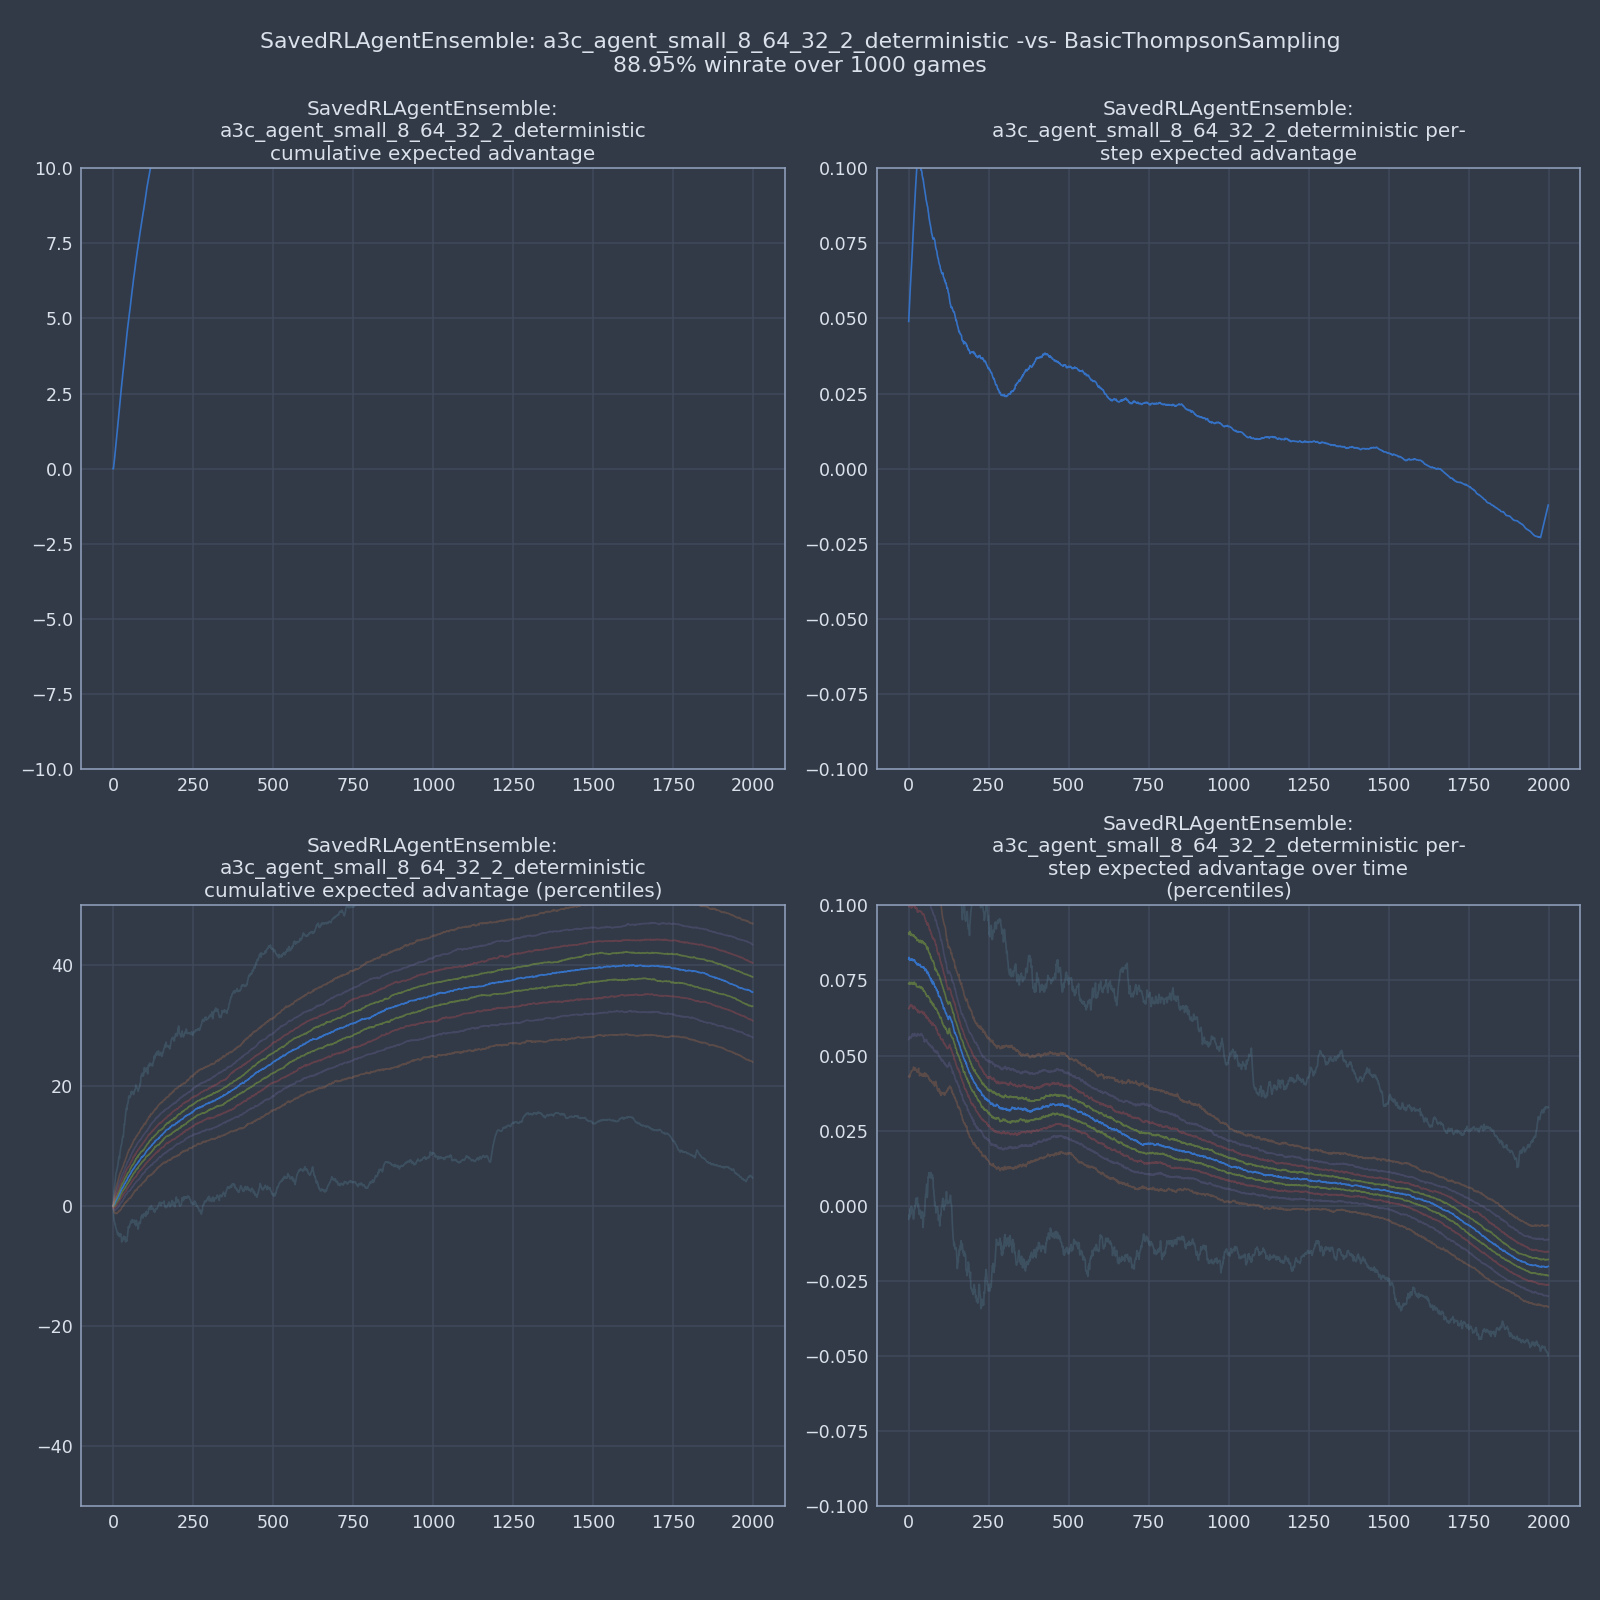 SavedRLAgentEnsemble: a3c_agent_small_8_64_32_2_deterministic -vs- BasicThompsonSampling
88.95% winrate over 1000 games
SavedRLAgentEnsemble:
a3c_agent_small_8_64_32_2_deterministic
cumulative expected advantage
10.0
7.5
5.0
2.5
0.0
−2.5
−5.0
−7.5
−10.0
0 250 500 750 1000 1250 1500 1750 2000
SavedRLAgentEnsemble:
a3c_agent_small_8_64_32_2_deterministic per-
step expected advantage
0.100
0.075
0.050
0.025
0.000
−0.025
−0.050
−0.075
−0.100
0 250 500 750 1000 1250 1500 1750 2000
SavedRLAgentEnsemble:
a3c_agent_small_8_64_32_2_deterministic
cumulative expected advantage (percentiles)
40
20
0
−20
−40
0 250 500 750 1000 1250 1500 1750 2000
SavedRLAgentEnsemble:
a3c_agent_small_8_64_32_2_deterministic per-
step expected advantage over time
(percentiles)
0.100
0.075
0.050
0.025
0.000
−0.025
−0.050
−0.075
−0.100
0 250 500 750 1000 1250 1500 1750 2000